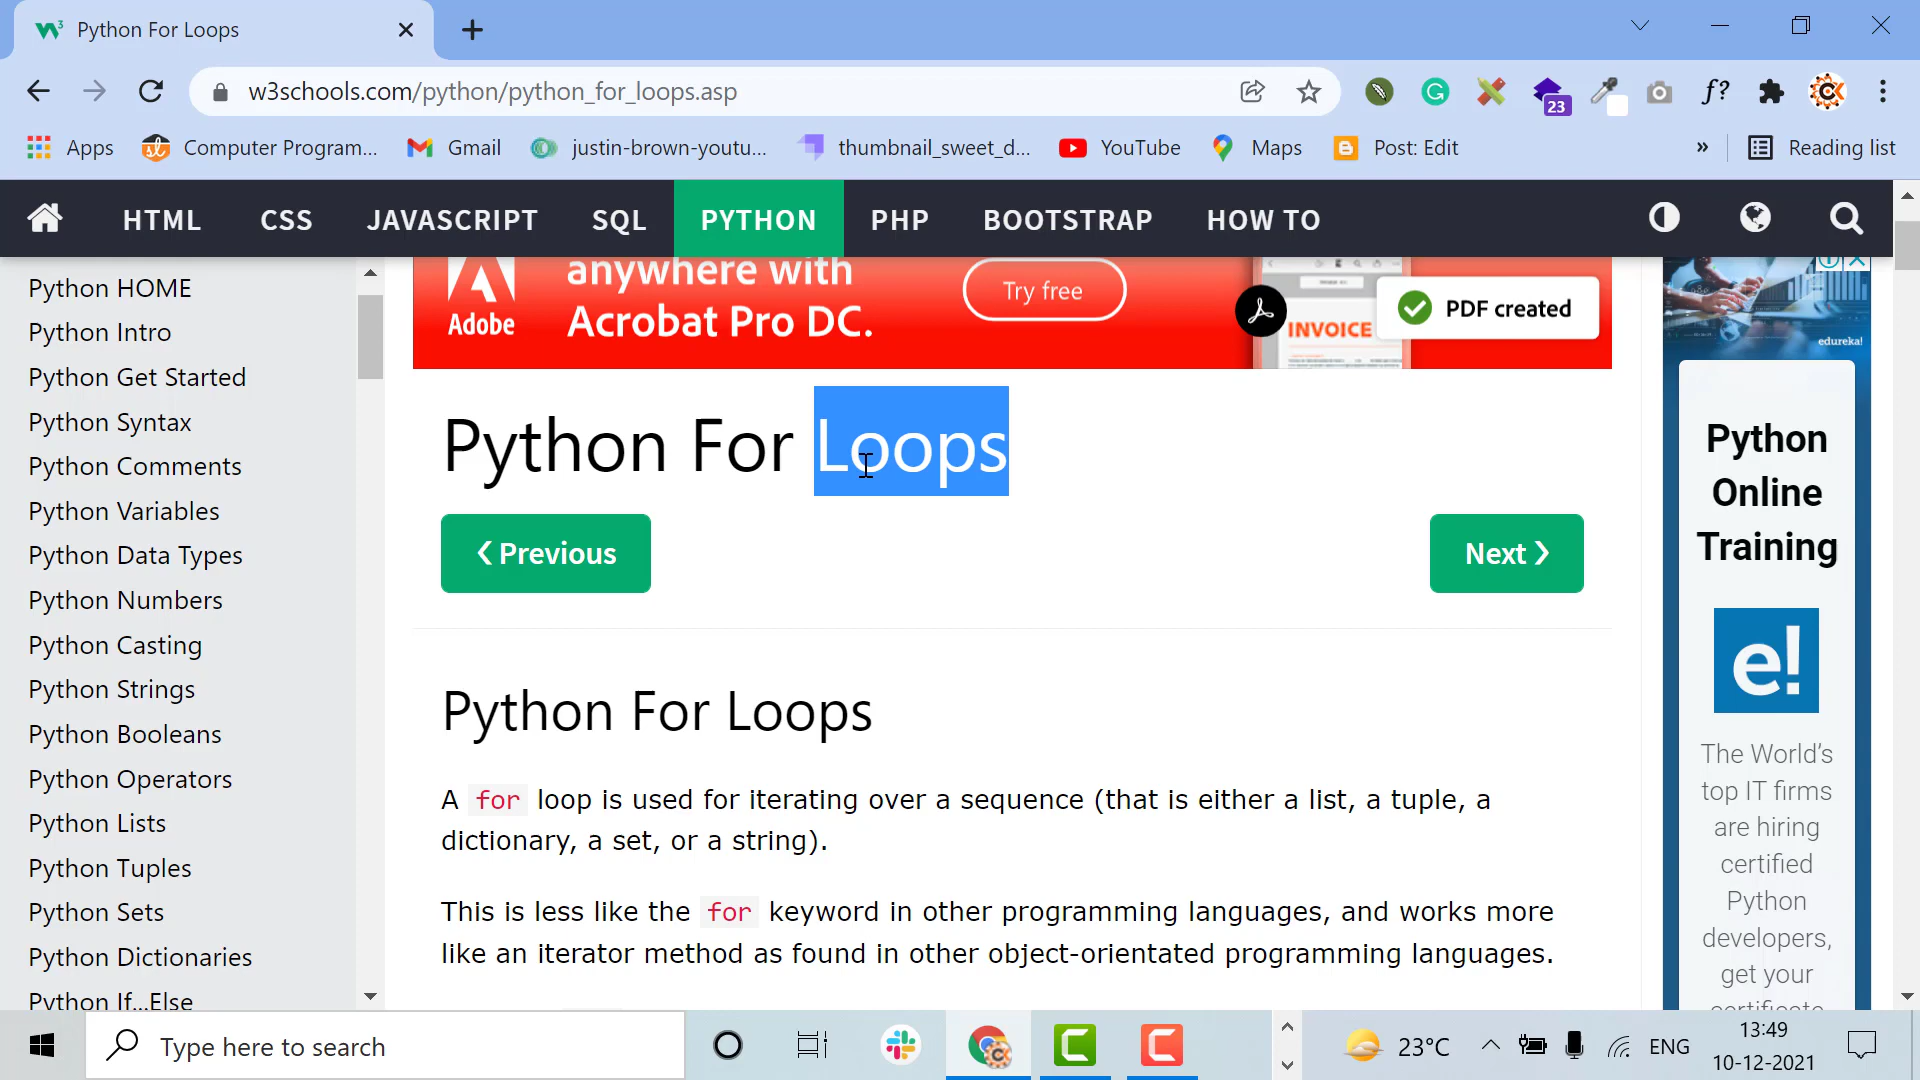 Python For Loops
w3schools.com/python/python_for_loops.asp
23
f?
Apps
Computer Program...
Gmail
justin-brown-youtu...
thumbnail_sweet_d...
YouTube
Maps
Post: Edit
»
Reading list
HTML
CSS
JAVASCRIPT
SQL
PYTHON
PHP
BOOTSTRAP
HOW TO
Python HOME
Python Intro
Python Get Started
Python Syntax
Python Comments
Python Variables
Python Data Types
Python Numbers
Python Casting
Python Strings
Python Booleans
Python Operators
Python Lists
Python Tuples
Python Sets
Python Dictionaries
Python If...Else
Adobe
anywhere with
Acrobat Pro DC.
Try free
INVOICE
PDF created
Python For Loops
❮ Previous
Next ❯
Python For Loops
A for loop is used for iterating over a sequence (that is either a list, a tuple, a
dictionary, a set, or a string).
This is less like the for keyword in other programming languages, and works more
like an iterator method as found in other object-orientated programming languages.
edureka!
Python
Online
Training
e!
The World's
top IT firms
are hiring
certified
Python
developers,
get your
certificate
Type here to search
23°C
ENG
13:49
10-12-2021